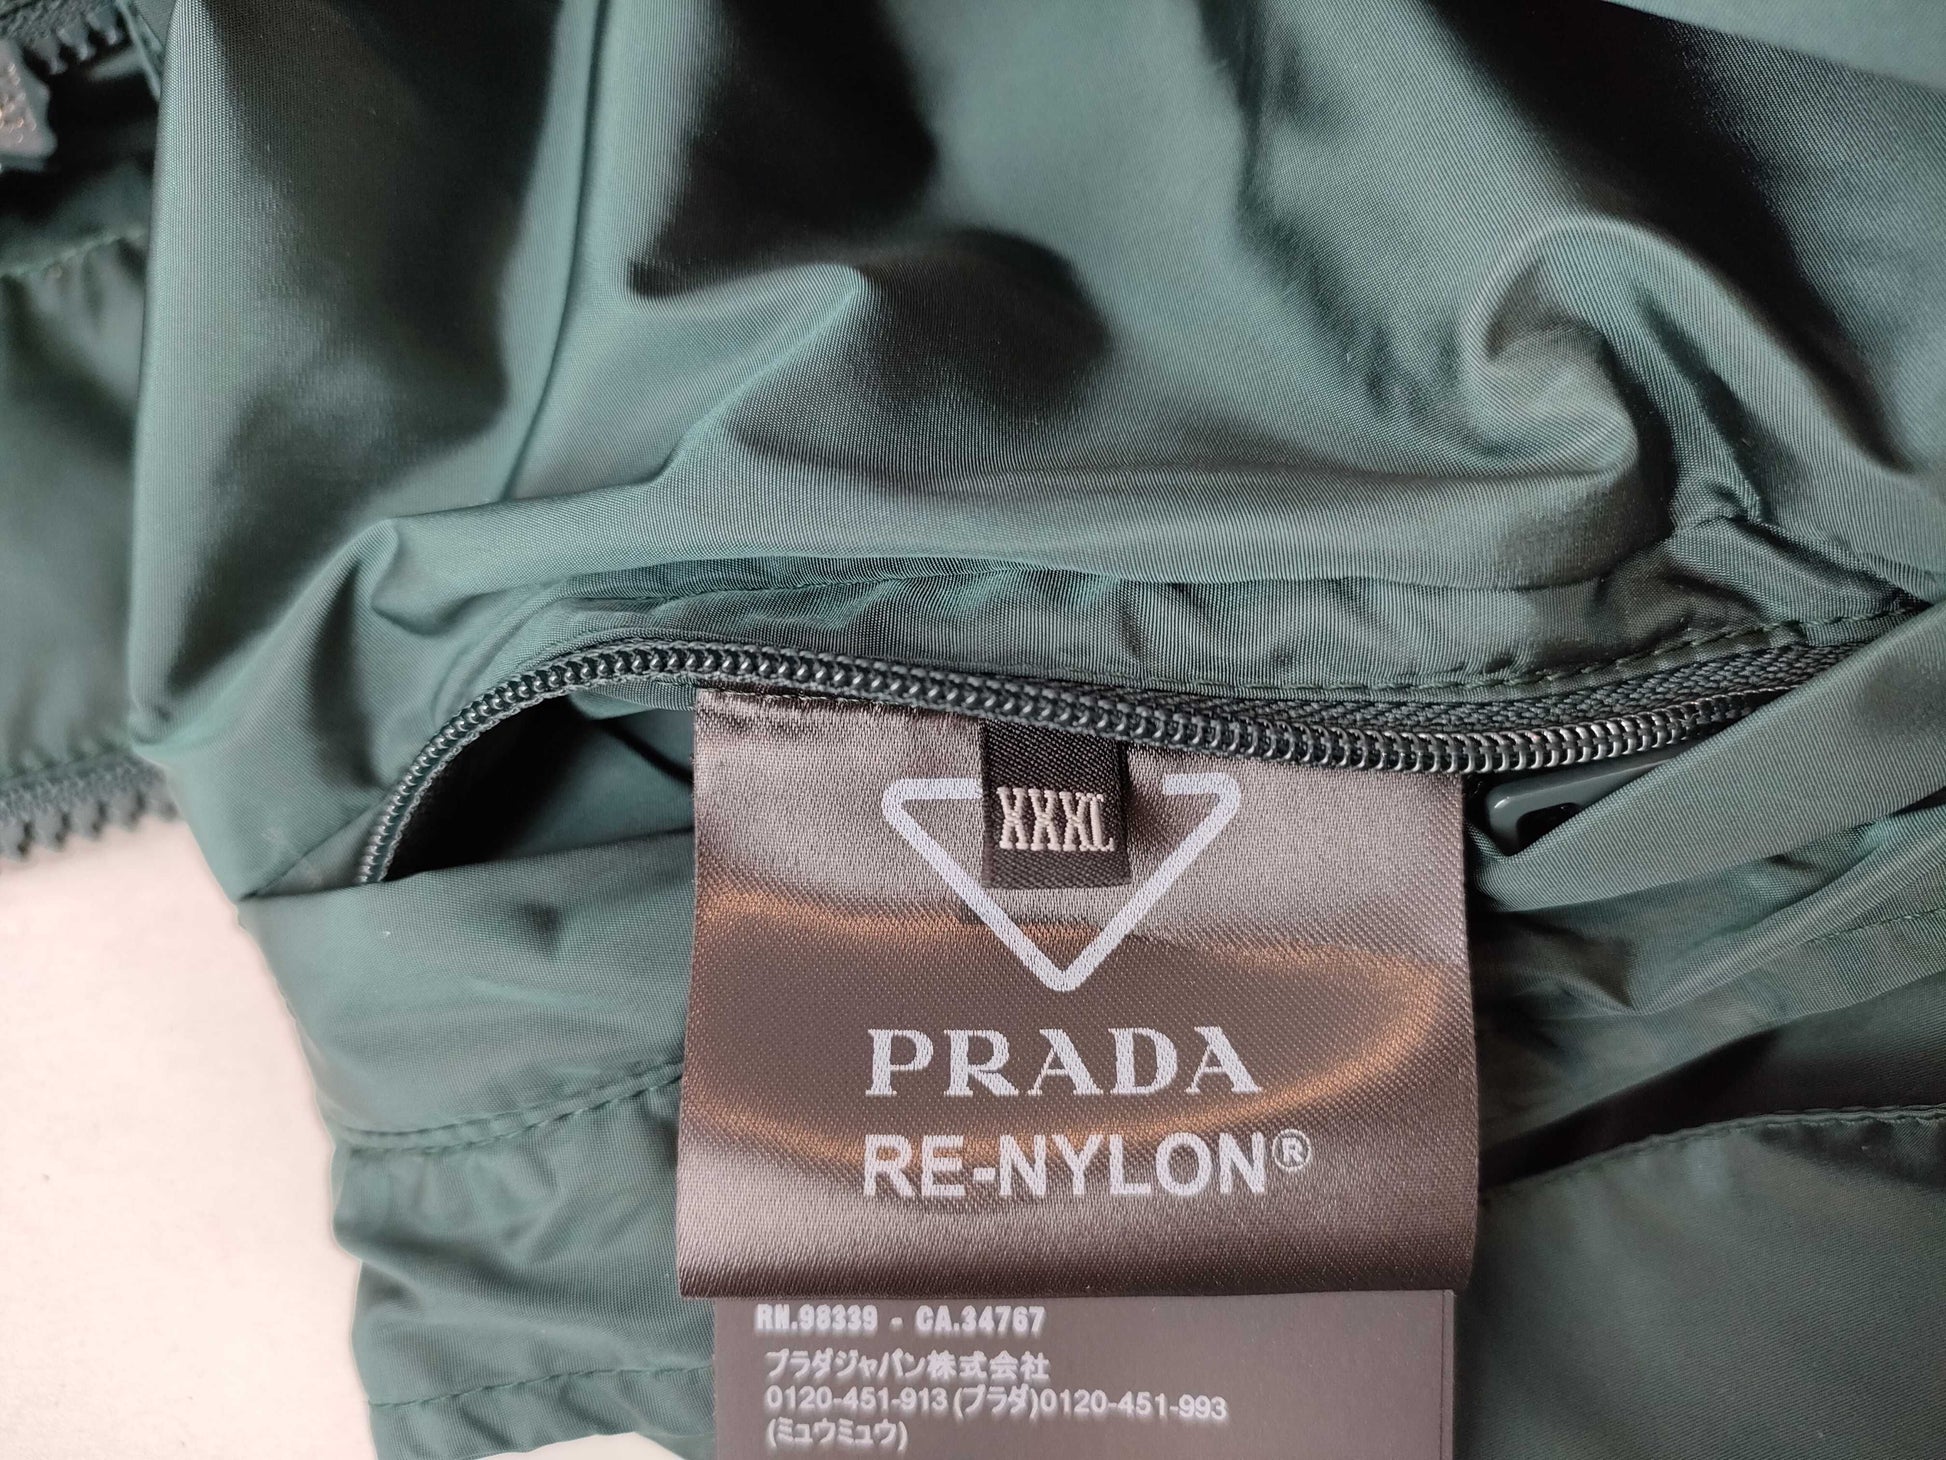 XXXL
PRADA
RE-NYLON®
RN.98339 - CA.34767
プラダジャパン株式会社
0120-451-913(プラダ)0120-451-993
(ミュウミュウ)